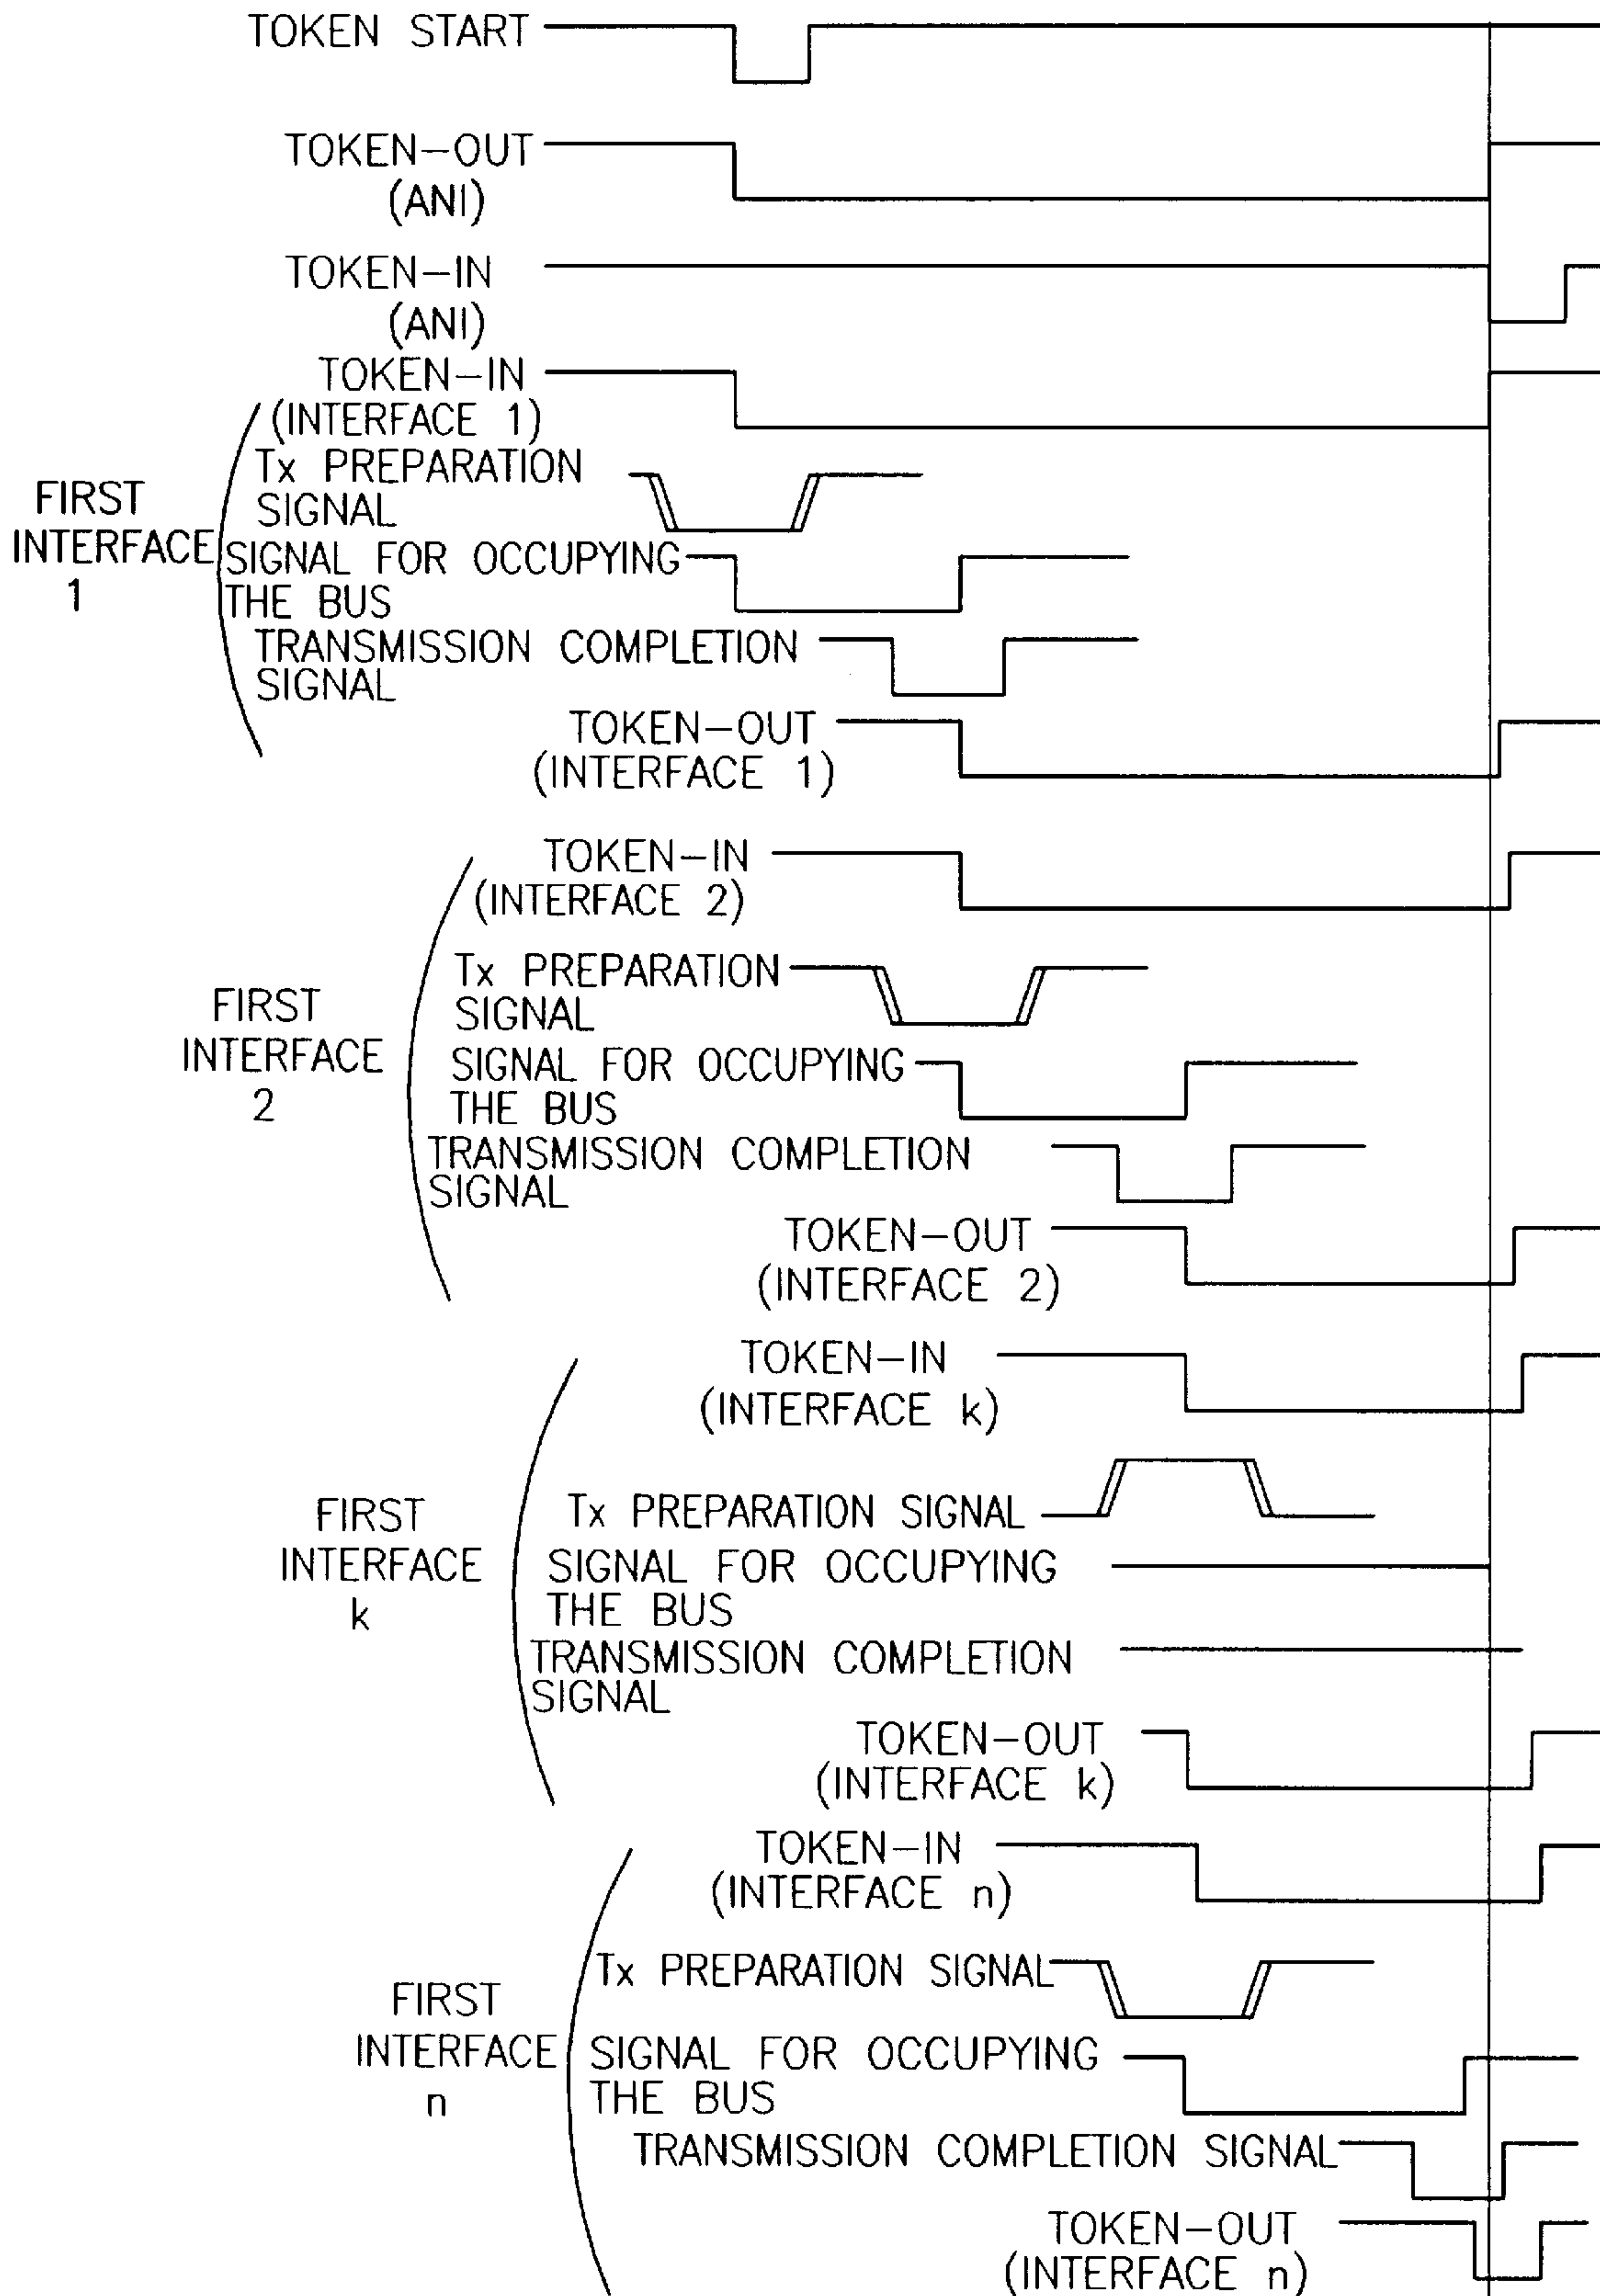 TOKEN START
TOKEN-OUT
(ANI)
TOKEN-IN
(ANI)
TOKEN-IN
(INTERFACE 1)
FIRST
INTERFACE
1
Tx PREPARATION
SIGNAL
SIGNAL FOR OCCUPYING
THE BUS
TRANSMISSION COMPLETION
SIGNAL
TOKEN-OUT
(INTERFACE 1)
TOKEN-IN
(INTERFACE 2)
FIRST
INTERFACE
2
Tx PREPARATION
SIGNAL
SIGNAL FOR OCCUPYING
THE BUS
TRANSMISSION COMPLETION
SIGNAL
TOKEN-OUT
(INTERFACE 2)
TOKEN-IN
(INTERFACE k)
FIRST
INTERFACE
k
Tx PREPARATION SIGNAL
SIGNAL FOR OCCUPYING
THE BUS
TRANSMISSION COMPLETION
SIGNAL
TOKEN-OUT
(INTERFACE k)
TOKEN-IN
(INTERFACE n)
FIRST
INTERFACE
n
Tx PREPARATION SIGNAL
SIGNAL FOR OCCUPYING
THE BUS
TRANSMISSION COMPLETION SIGNAL
TOKEN-OUT
(INTERFACE n)